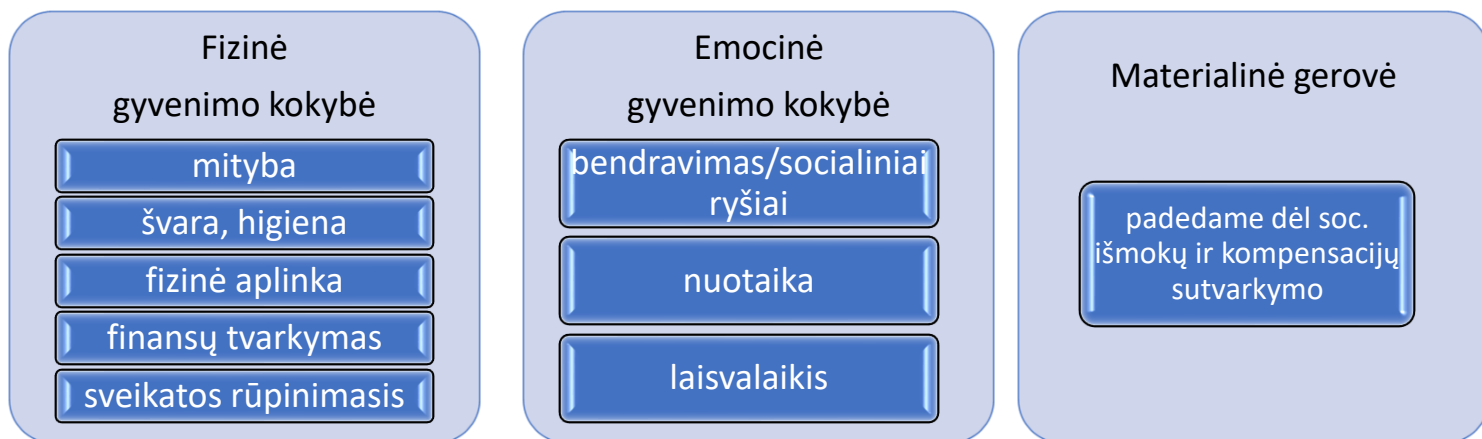 Fizinė
gyvenimo kokybė
mityba
švara, higiena
fizinė aplinka
finansų tvarkymas
sveikatos rūpinimasis
Emocinė
gyvenimo kokybė
bendravimas/socialiniai
ryšiai
nuotaika
laisvalaikis
Materialinė gerovė
padedame dėl soc.
išmokų ir kompensacijų
sutvarkymo